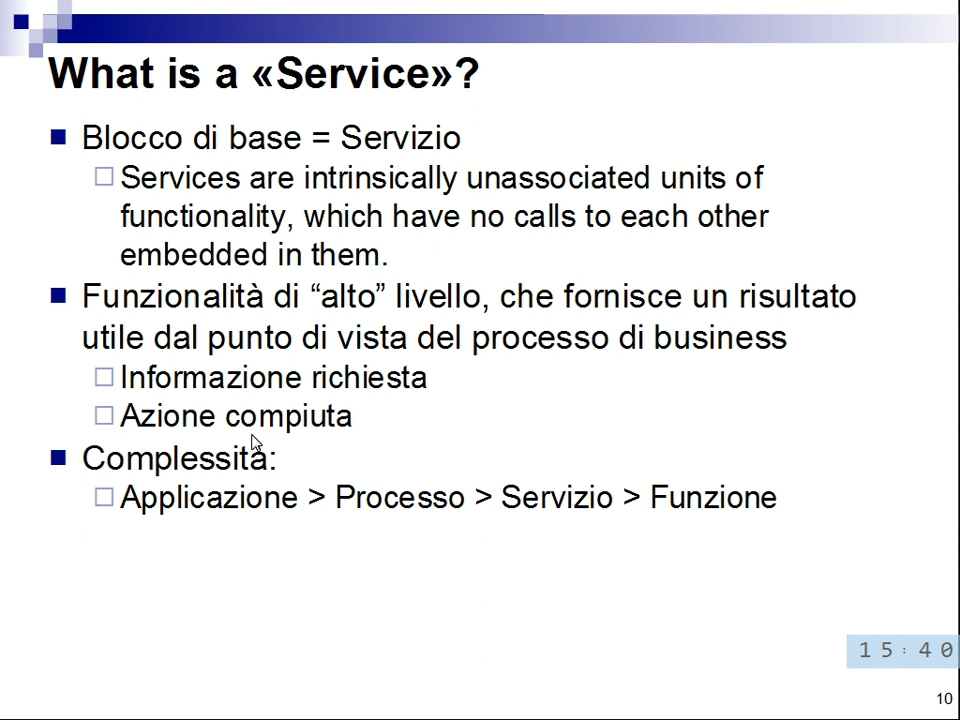 What is a «Service»?
Blocco di base = Servizio
Services are intrinsically unassociated units of
functionality, which have no calls to each other
embedded in them.
Funzionalità di “alto” livello, che fornisce un risultato
utile dal punto di vista del processo di business
Informazione richiesta
Azione compiuta
Complessità:
Applicazione > Processo > Servizio > Funzione
15:40
10